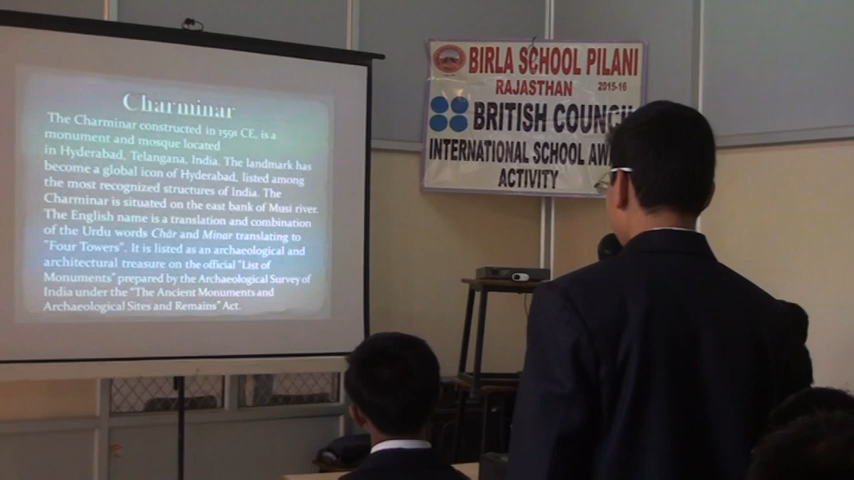 Charminar
The Charminar constructed in 1591 CE, is a
monument and mosque located
in Hyderabad, Telangana, India. The landmark has
become a global icon of Hyderabad, listed among
the most recognized structures of India. The
Charminar is situated on the east bank of Musi river.
The English name is a translation and combination
of the Urdu words Chār and Minar translating to
"Four Towers". It is listed as an archaeological and
architectural treasure on the official "List of
Monuments" prepared by the Archaeological Survey of
India under the "The Ancient Monuments and
Archaeological Sites and Remains" Act.
BIRLA SCHOOL PILANI
RAJASTHAN 2015-16
BRITISH COUNC
INTERNATIONAL SCHOOL AW
ACTIVITY